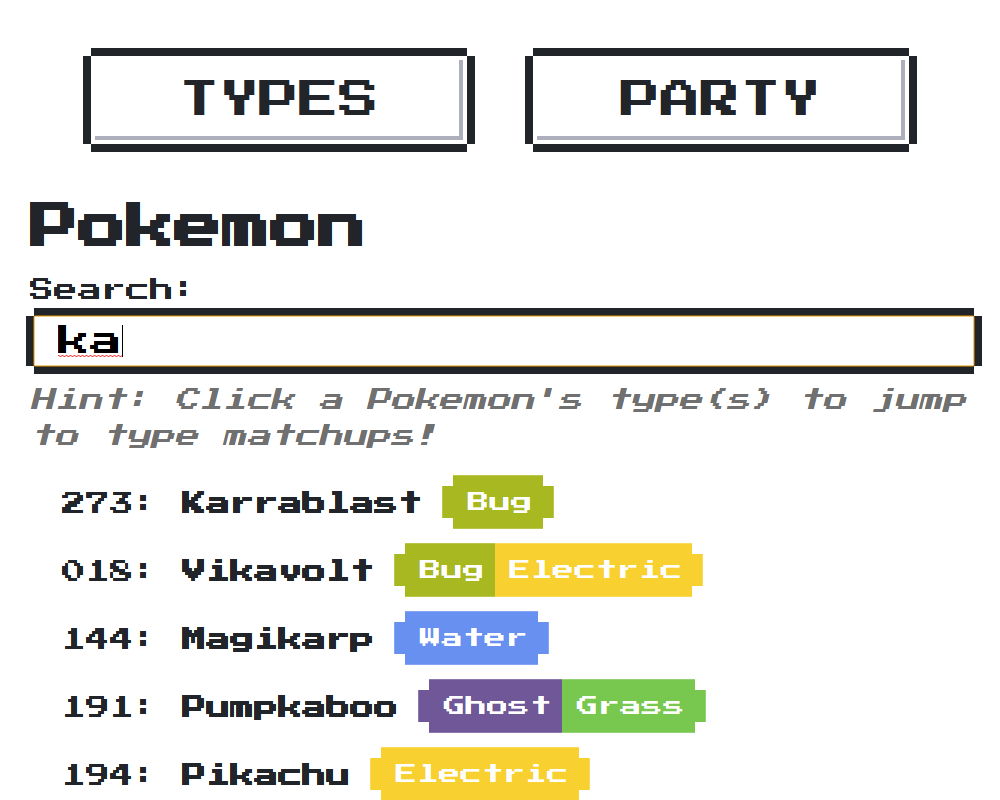 TYPES PARTY
Pokemon
Search:
ka
Hint: Click a Pokemon's type(s) to jump
to type matchups!
273: Karrablast Bug
018: Vikavolt Bug Electric
144: Magikarp Water
191: Pumpkaboo Ghost Grass
194: Pikachu Electric